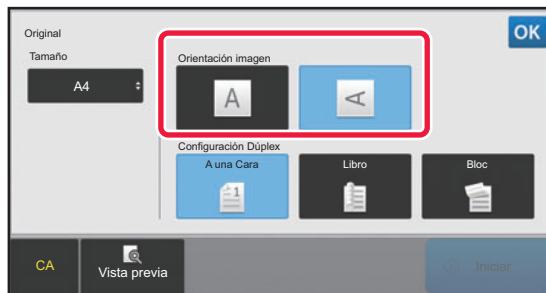 Original
OK
Tamaño
Orientación imagen
A4
A
A
Configuración Dúplex
A una Cara
Libro
Bloc
1
CA
Vista previa
Iniciar